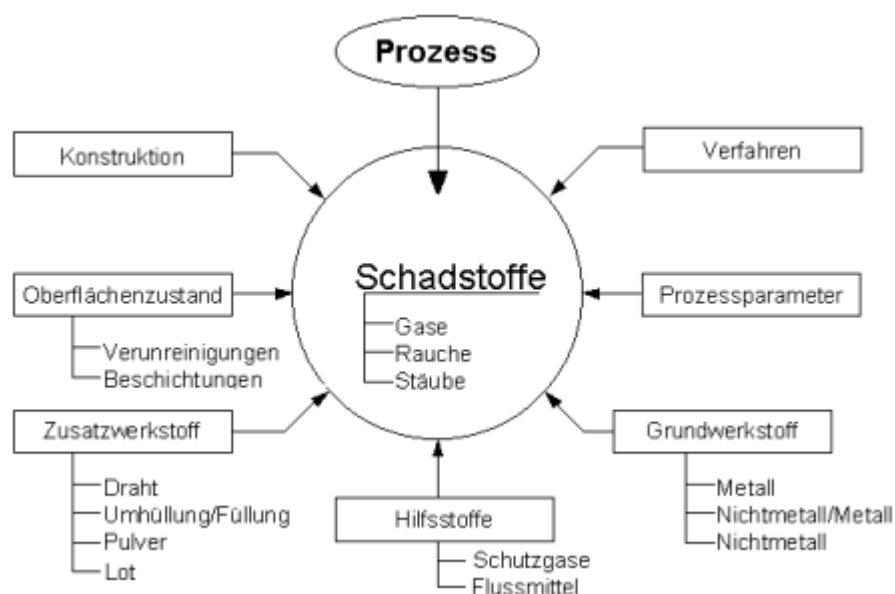 Prozess
Konstruktion
Verfahren
Schadstoffe
Gase
Rauche
Stäube
Oberflächenzustand
Verunreinigungen
Beschichtungen
Prozessparameter
Zusatzwerkstoff
Draht
Umhüllung/Füllung
Pulver
Lot
Hilfsstoffe
Schutzgase
Flussmittel
Grundwerkstoff
Metall
Nichtmetall/Metall
Nichtmetall